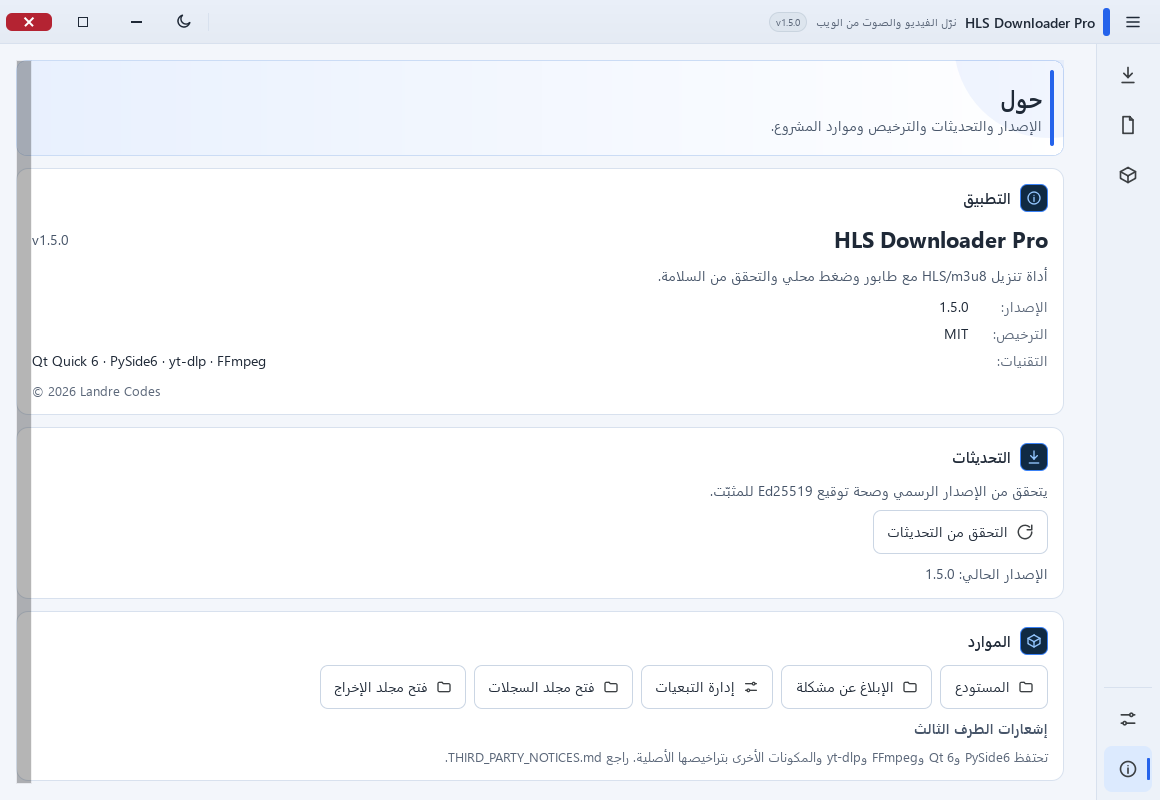 HLS Downloader Pro نزّل الفيديو والصوت من الويب v1.5.0
حول
الإصدار والتحديثات والترخيص وموارد المشروع.
التطبيق
HLS Downloader Pro v1.5.0
أداة تنزيل HLS/m3u8 مع طابور وضغط محلي والتحقق من السلامة.
الإصدار: 1.5.0
الترخيص: MIT
التقنيات: Qt Quick 6 · PySide6 · yt-dlp · FFmpeg
© 2026 Landre Codes
التحديثات
يتحقق من الإصدار الرسمي وصحة توقيع Ed25519 للمثبّت.
التحقق من التحديثات
الإصدار الحالي: 1.5.0
الموارد
المستودع الإبلاغ عن مشكلة إدارة التبعيات فتح مجلد السجلات فتح مجلد الإخراج
إشعارات الطرف الثالث
تحتفظ PySide6 وQt 6 وFFmpeg وyt-dlp والمكونات الأخرى بتراخيصها الأصلية. راجع THIRD_PARTY_NOTICES.md.